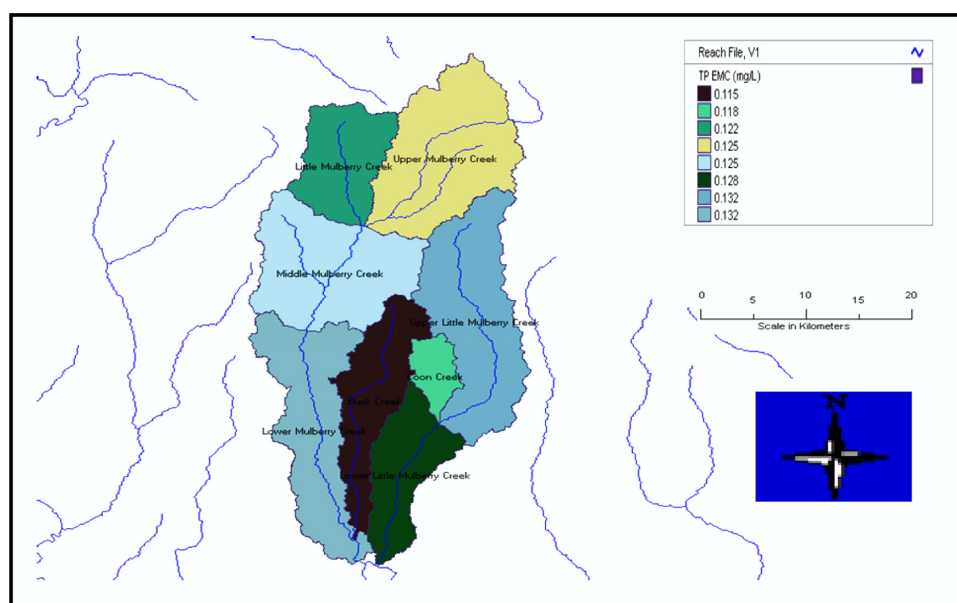 Reach File, V1
TP EMC (mg/L)
0.115
0.118
0.122
0.125
0.125
0.128
0.132
0.132
Upper Mulberry Creek
Little Mulberry Creek
Middle Mulberry Creek
0 5 10 15 20
Scale in Kilometers
Upper Little Mulberry Creek
oon Creek
Buck Creek
N
Lower Mulberry Creek
Lower Little Mulberry Creek